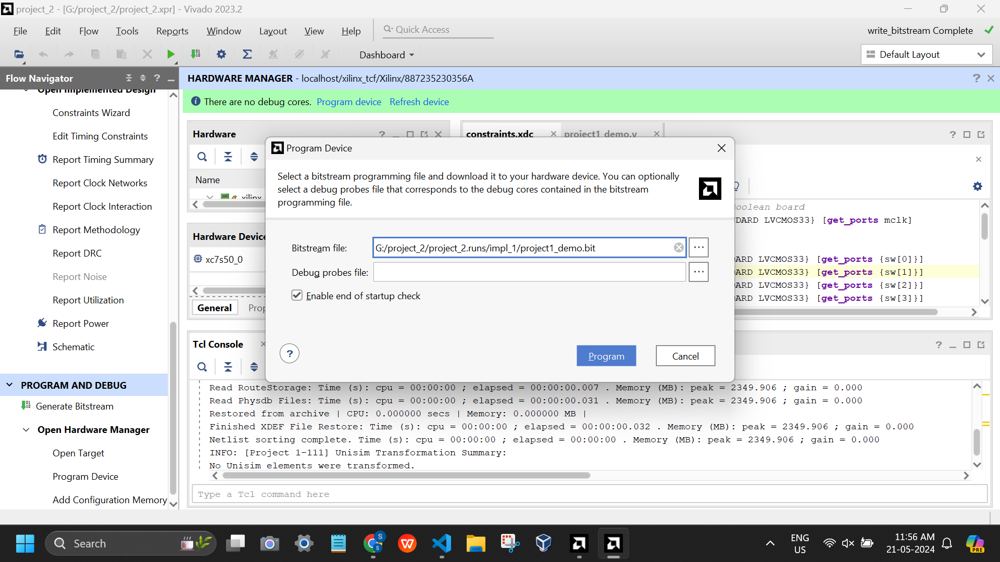 project_2 - [G:/project_2/project_2.xpr] - Vivado 2023.2
File Edit Flow Tools Reports Window Layout View Help Quick Access write_bitstream Complete
Dashboard Default Layout
Flow Navigator
HARDWARE MANAGER - localhost/xilinx_tcf/Xilinx/887235230356A
There are no debug cores. Program device Refresh device
Open Implemented Design
Constraints Wizard
Edit Timing Constraints
Report Timing Summary
Report Clock Networks
Report Clock Interaction
Report Methodology
Report DRC
Report Noise
Report Utilization
Report Power
Schematic
PROGRAM AND DEBUG
Generate Bitstream
Open Hardware Manager
Open Target
Program Device
Add Configuration Memory
Hardware
Name
Hardware Device
xc7s50_0
General
constraints.xdc project1_demo.v
Boolean board
NDARD LVCMOS33} [get_ports mclk]
ARD LVCMOS33} [get_ports {sw[0]}]
ARD LVCMOS33} [get_ports {sw[1]}]
ARD LVCMOS33} [get_ports {sw[2]}]
ARD LVCMOS33} [get_ports {sw[3]}]
Program Device
Select a bitstream programming file and download it to your hardware device. You can optionally
select a debug probes file that corresponds to the debug cores contained in the bitstream
programming file.
Bitstream file: G:/project_2/project_2.runs/impl_1/project1_demo.bit
Debug probes file:
Enable end of startup check
? Program Cancel
Tcl Console
Read RouteStorage: Time (s): cpu = 00:00:00 ; elapsed = 00:00:00.007 . Memory (MB): peak = 2349.906 ; gain = 0.000
Read Physdb Files: Time (s): cpu = 00:00:00 ; elapsed = 00:00:00.031 . Memory (MB): peak = 2349.906 ; gain = 0.000
Restored from archive | CPU: 0.000000 secs | Memory: 0.000000 MB |
Finished XDEF File Restore: Time (s): cpu = 00:00:00 ; elapsed = 00:00:00.032 . Memory (MB): peak = 2349.906 ; gain = 0.000
Netlist sorting complete. Time (s): cpu = 00:00:00 ; elapsed = 00:00:00 . Memory (MB): peak = 2349.906 ; gain = 0.000
INFO: [Project 1-111] Unisim Transformation Summary:
No Unisim elements were transformed.
Type a Tcl command here
Search
ENG
US
11:56 AM
21-05-2024
PRE